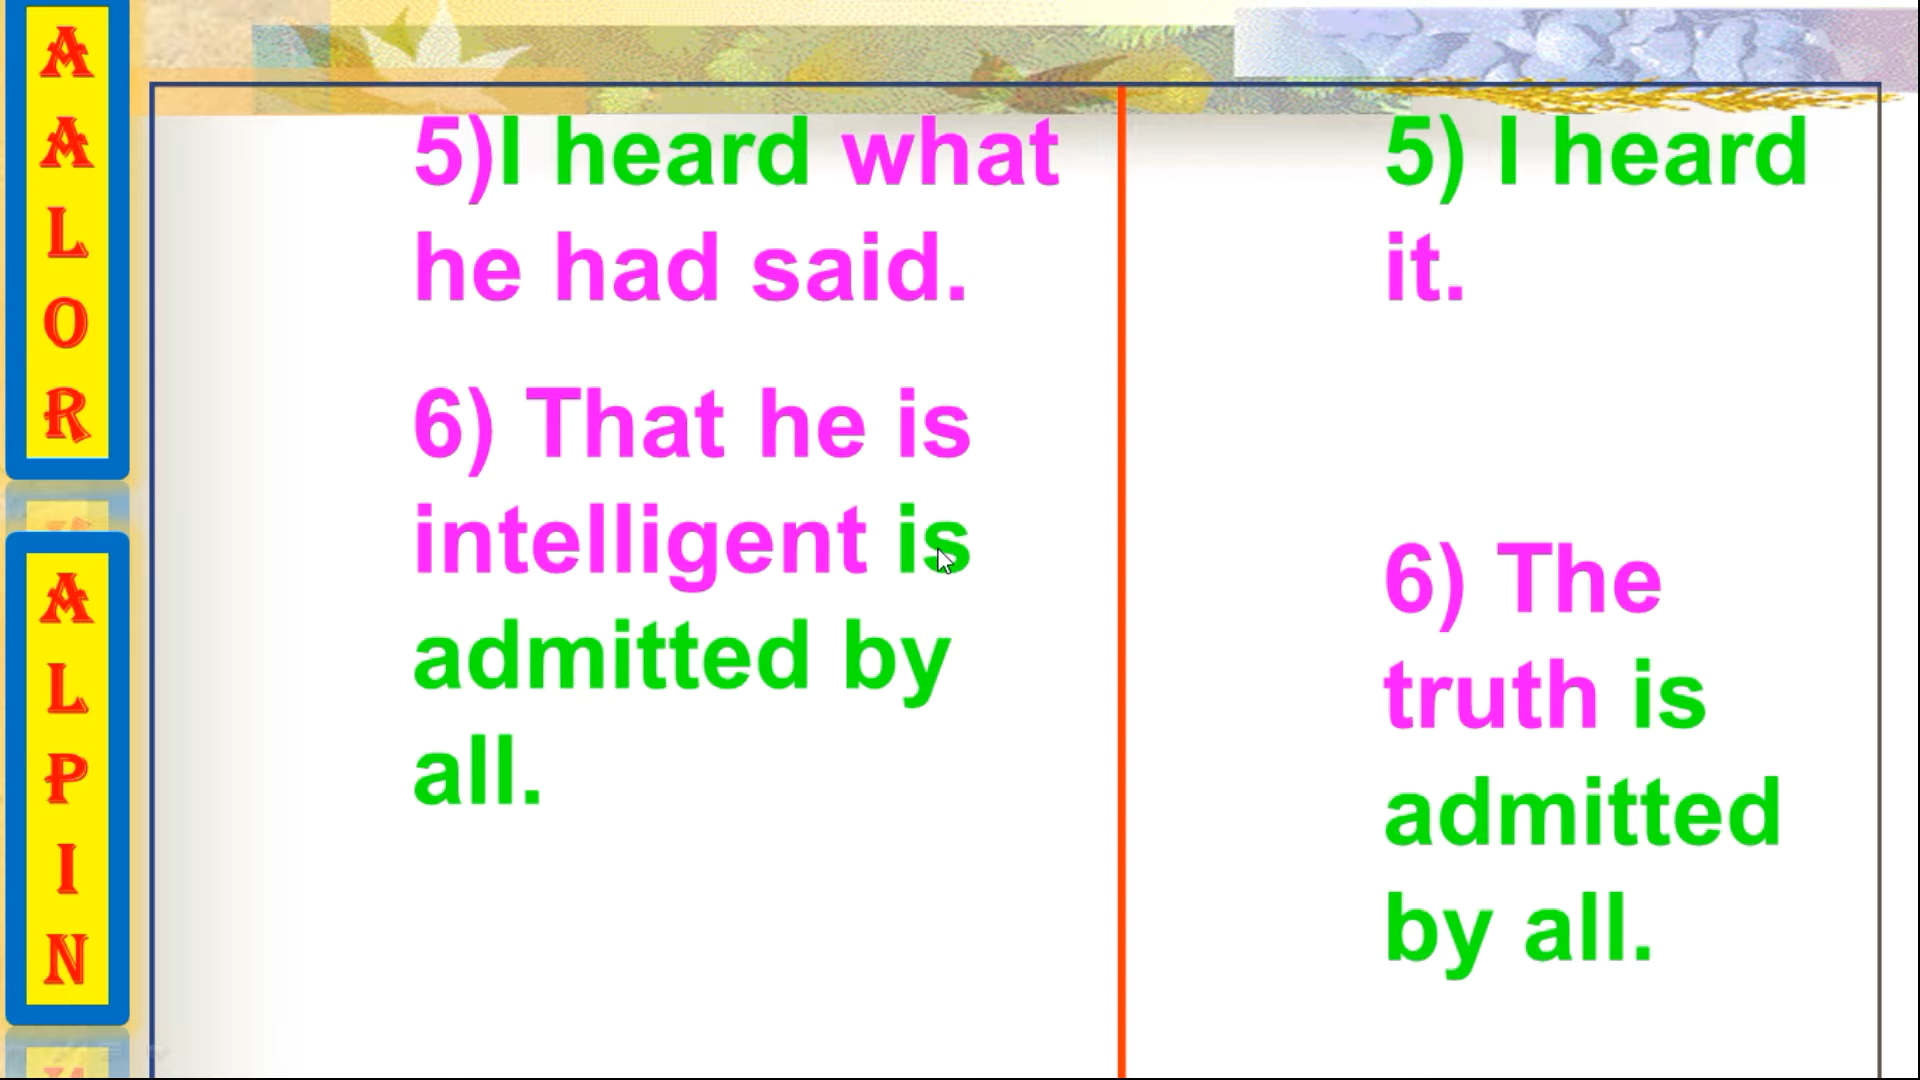 AALOR
ALPIN
5)I heard what
he had said.
6) That he is
intelligent is
admitted by
all.
5) I heard
it.
6) The
truth is
admitted
by all.